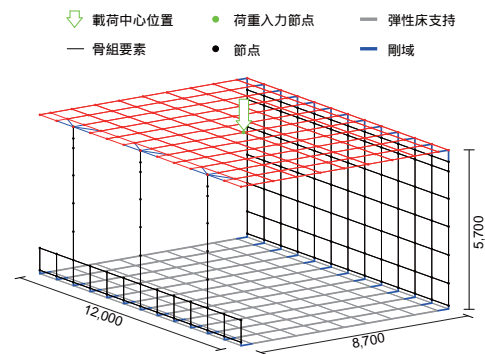 載荷中心位置
荷重入力節点
弾性床支持
骨組要素
節点
剛域
5,700
12,000
8,700